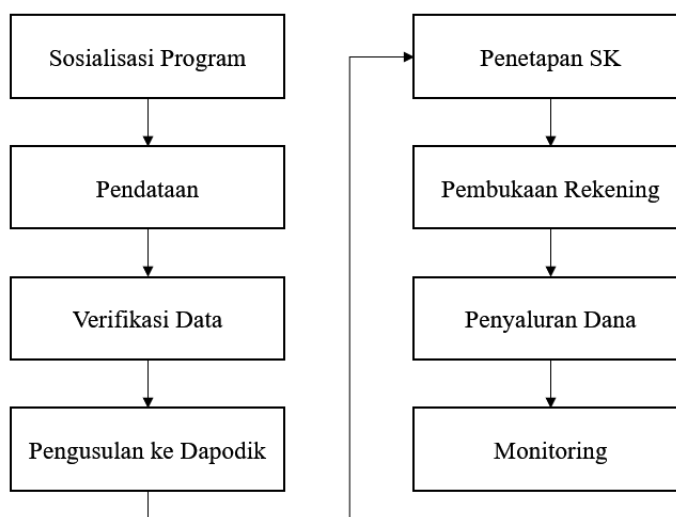 Sosialisasi Program
Pendataan
Verifikasi Data
Pengusulan ke Dapodik
Penetapan SK
Pembukaan Rekening
Penyaluran Dana
Monitoring